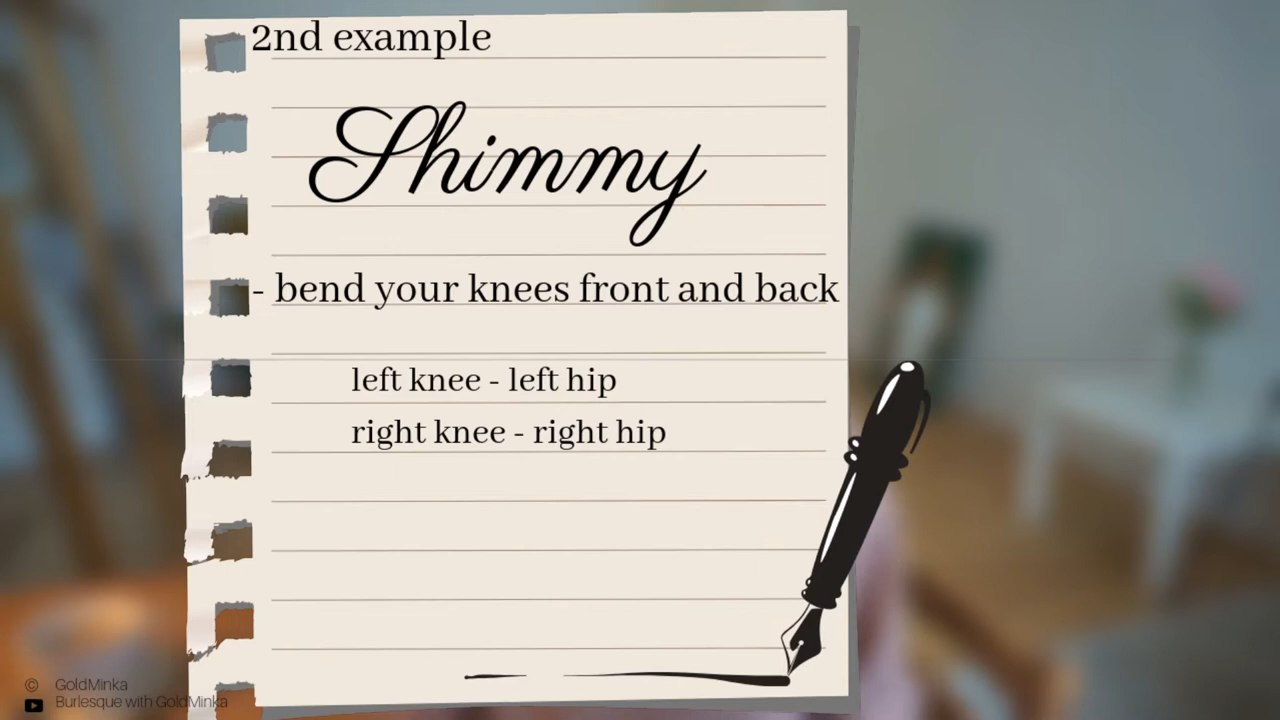 2nd example
Shimmy
- bend your knees front and back
left knee - left hip
right knee - right hip
© GoldMinka
Burlesque with GoldMinka